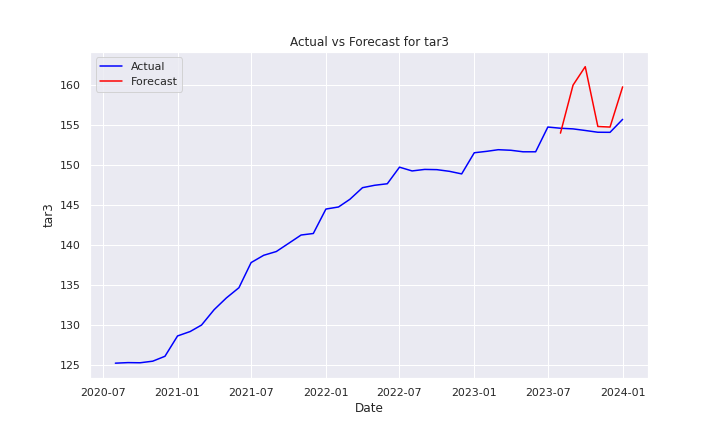 Actual vs Forecast for tar3
Actual
Forecast
160
155
150
145
140
135
130
125
tar3
2020-07 2021-01 2021-07 2022-01 2022-07 2023-01 2023-07 2024-01
Date